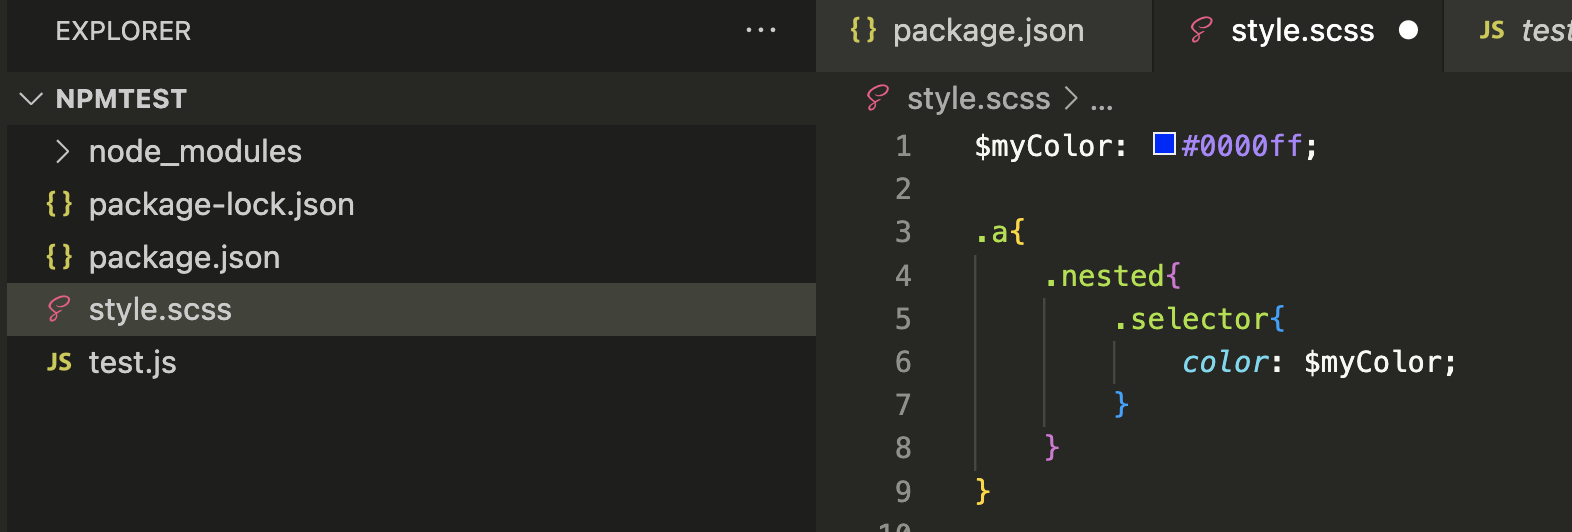 EXPLORER ...
NPMTEST
node_modules
{} package-lock.json
{} package.json
style.scss
JS test.js
{} package.json
style.scss
JS test
style.scss > ...
1 $myColor: #0000ff;
2
3 .a{
4 .nested{
5 .selector{
6 color: $myColor;
7 }
8 }
9 }
10